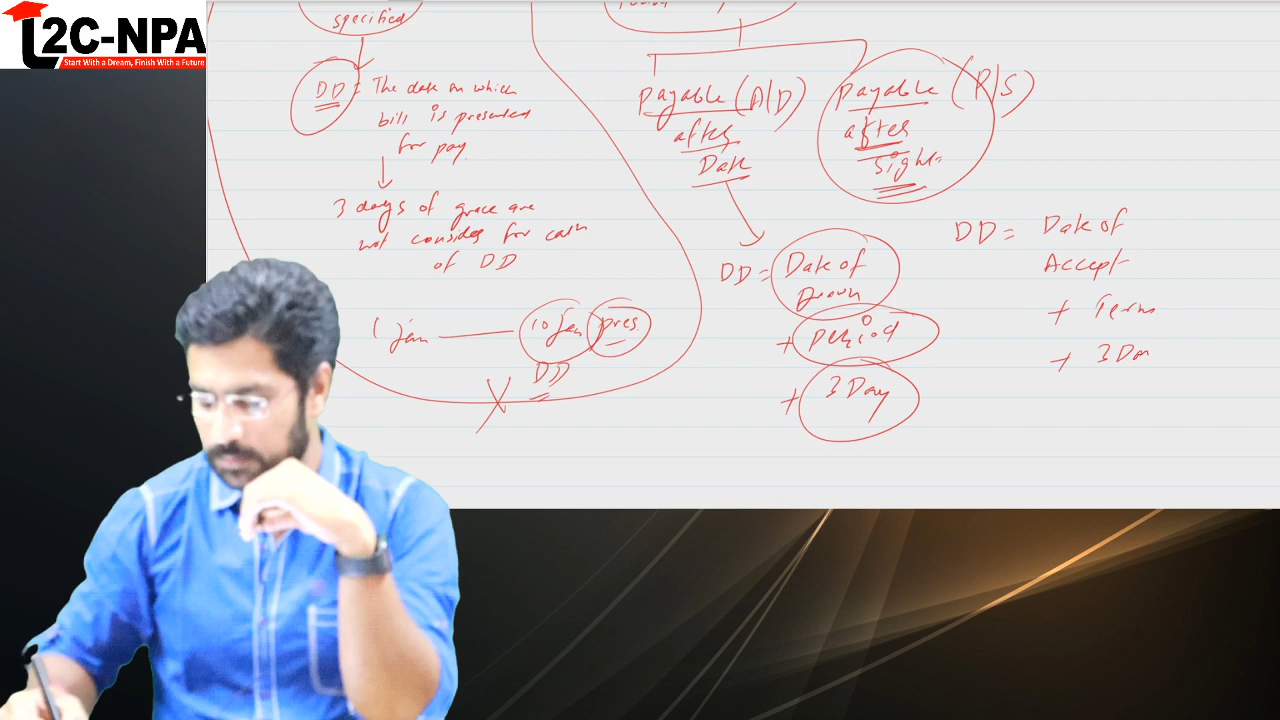 L2C-NPA
Start With a Dream, Finish With a Future
specified
DD = The date on which
bill is presented
for pay
3 days of grace are
not consider for caln
of DD
1 jan 10 jan pres
DD
Payable (A/D)
after
Date
DD = Date of
Drawn
+ period
+ 3 Day
Payable
after
sight
DD = Date of
Accept
+ Terms
+ 3 Da